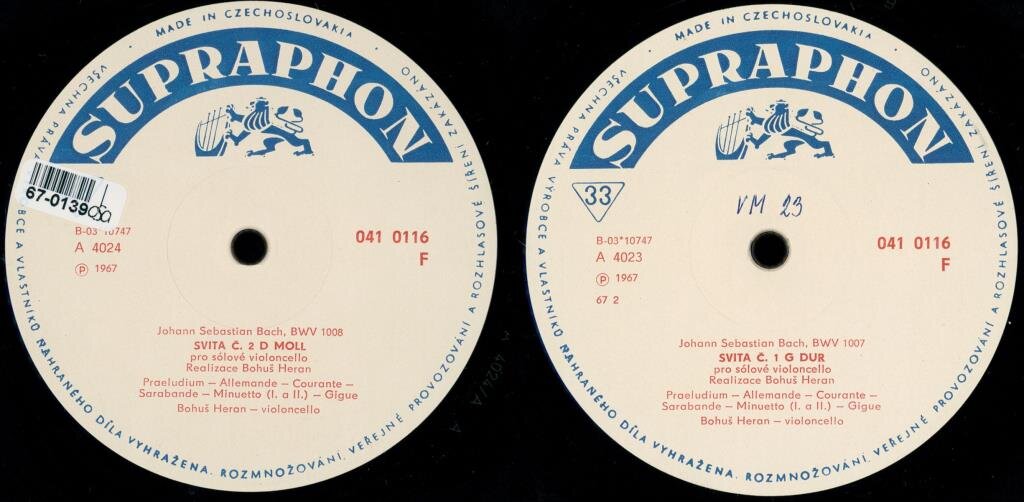 MADE IN CZECHOSLOVAKIA
SUPRAPHON
67-0139
B-03*10747
A 4024
Ⓟ 1967
041 0116
F
Johann Sebastian Bach, BWV 1008
SVITA Č. 2 D MOLL
pro sólové violoncello
Realizace Bohuš Heran
Praeludium — Allemande — Courante —
Sarabande — Minuetto (I. a II.) — Gigue
Bohuš Heran — violoncello
VŠECHNA PRÁVA OBCE A VLASTNÍKŮ NAHRANÉHO DÍLA VYHRAŽENA. ROZMNOŽOVÁNÍ, VEŘEJNÉ PROVOZOVÁNÍ A ROZHLASOVÉ ŠÍŘENÍ ZAKÁZÁNO
MADE IN CZECHOSLOVAKIA
SUPRAPHON
33
VM 23
B-03*10747
A 4023
Ⓟ 1967
67 2
041 0116
F
Johann Sebastian Bach, BWV 1007
SVITA Č. 1 G DUR
pro sólové violoncello
Realizace Bohuš Heran
Praeludium — Allemande — Courante —
Sarabande — Minuetto (I. a II.) — Gigue
Bohuš Heran — violoncello
VŠECHNA PRÁVA VÝROBCE A VLASTNÍKŮ NAHRANÉHO DÍLA VYHRAŽENA. ROZMNOŽOVÁNÍ, VEŘEJNÉ PROVOZOVÁNÍ A ROZHLASOVÉ ŠÍŘENÍ ZAKÁZÁNO